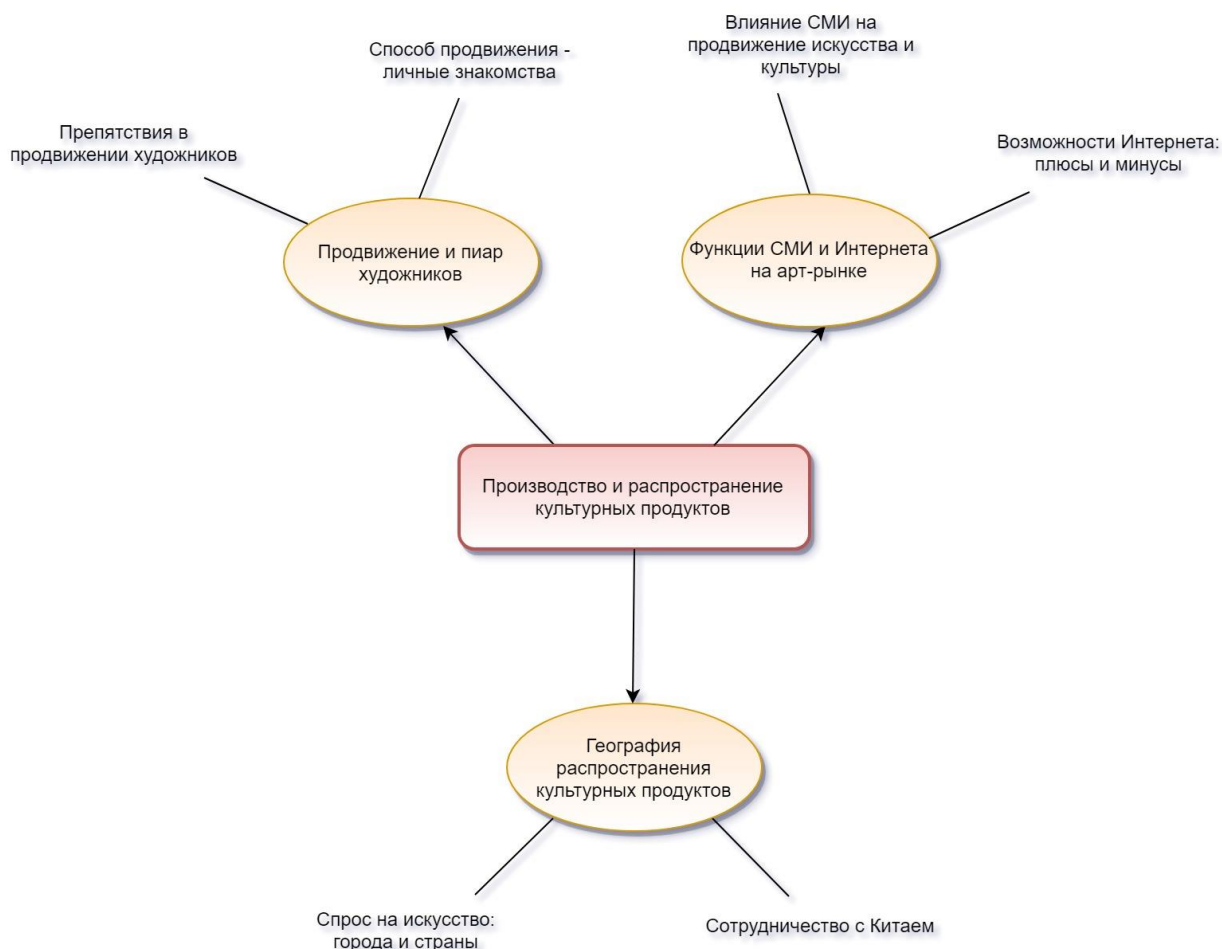 Способ продвижения -
личные знакомства
Влияние СМИ на
продвижение искусства и
культуры
Препятствия в
продвижении художников
Возможности Интернета:
плюсы и минусы
Продвижение и пиар
художников
Функции СМИ и Интернета
на арт-рынке
Производство и распространение
культурных продуктов
География
распространения
культурных продуктов
Спрос на искусство:
города и страны
Сотрудничество с Китаем